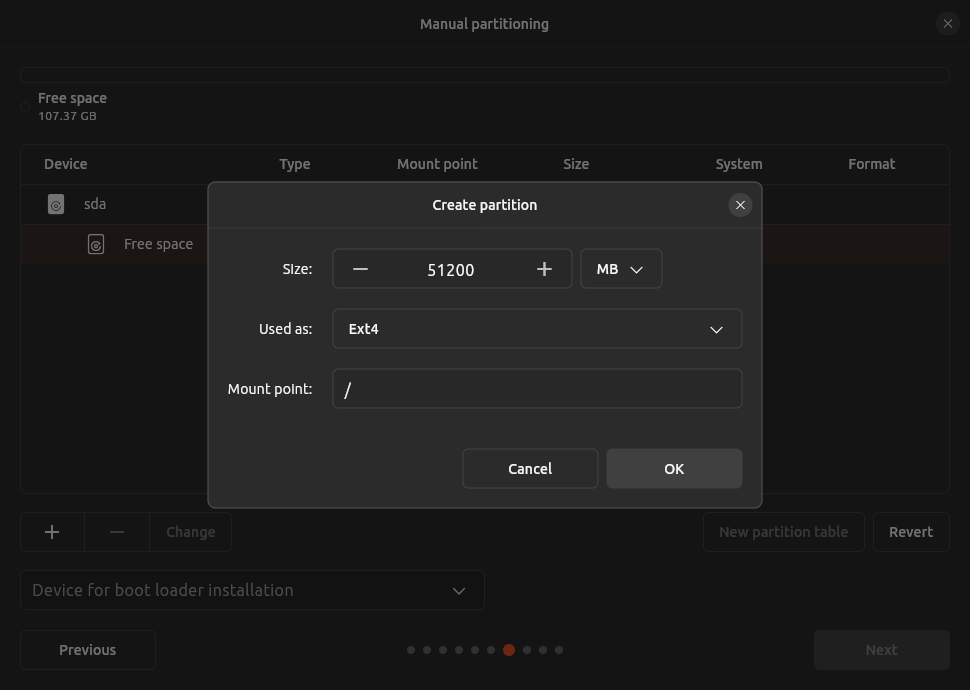 Manual partitioning
Free space
107.37 GB
Device Type Mount point Size System Format
sda
Free space
Create partition
Size: 51200 MB
Used as: Ext4
Mount point: /
Cancel OK
Change New partition table Revert
Device for boot loader installation
Previous Next